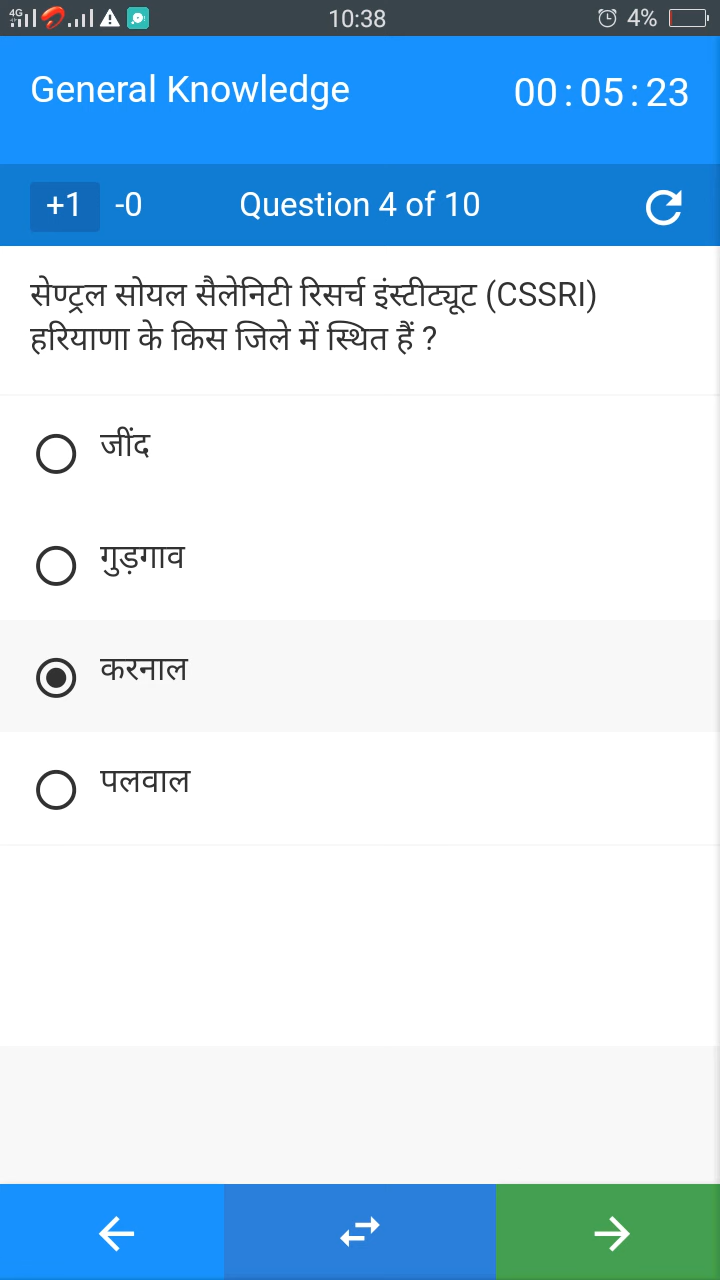 4G 10:38 4%
General Knowledge 00:05:23
+1 -0 Question 4 of 10
सेण्ट्रल सोयल सैलेनिटी रिसर्च इंस्टीट्यूट (CSSRI)
हरियाणा के किस जिले में स्थित हैं ?
जींद
गुड़गाव
करनाल
पलवाल